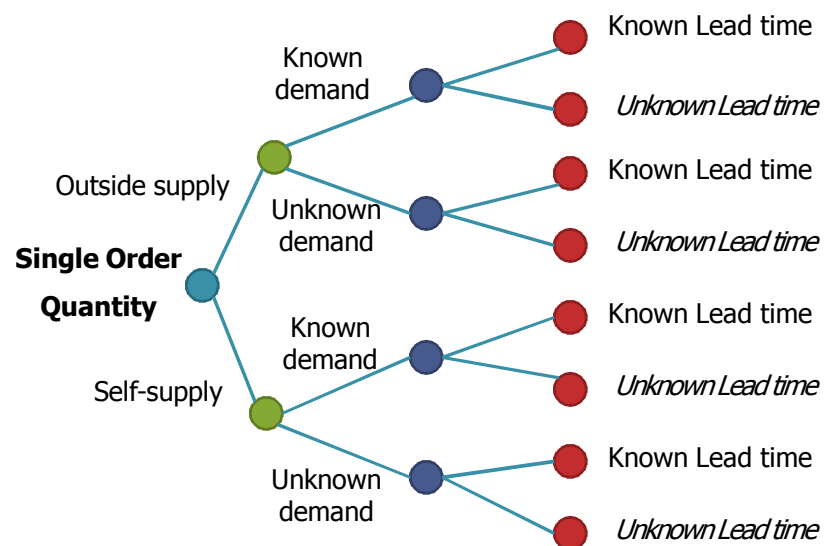 Known Lead time
Known
demand
Unknown Lead time
Outside supply
Known Lead time
Unknown
demand
Unknown Lead time
Single Order
Quantity
Known Lead time
Known
demand
Unknown Lead time
Self-supply
Known Lead time
Unknown
demand
Unknown Lead time